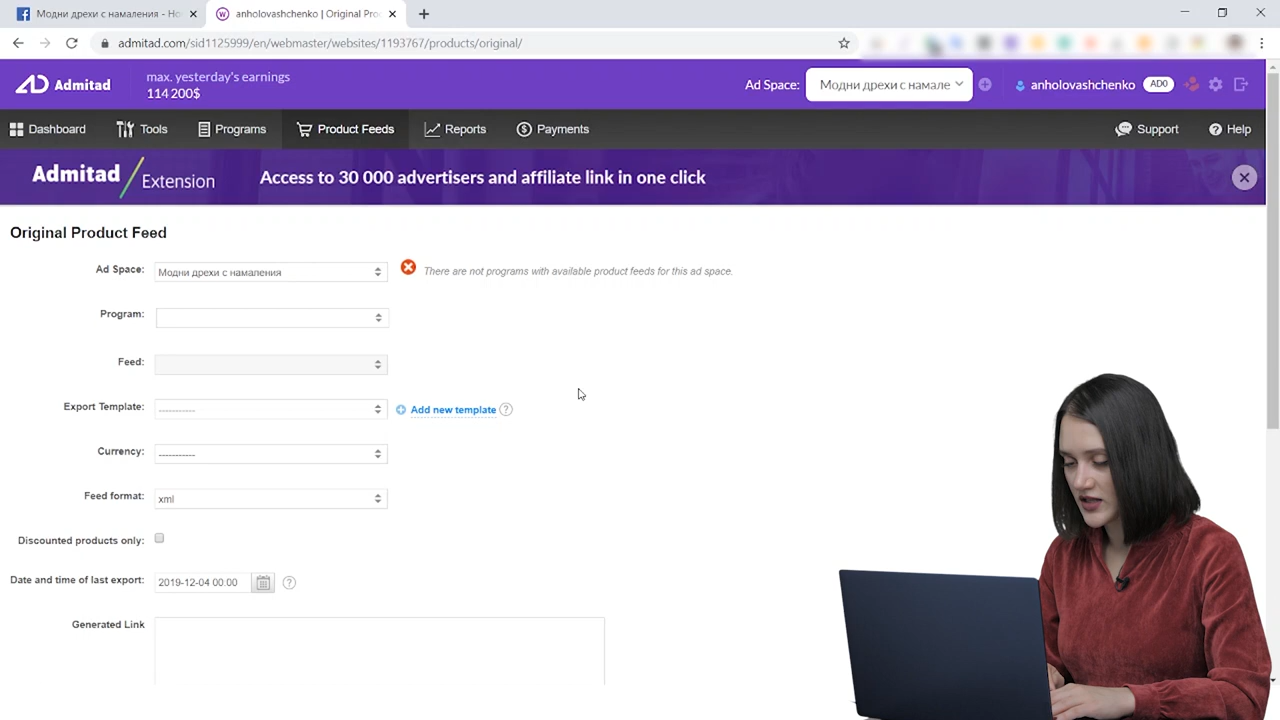 Модни дрехи с намаления - Ho
anholovashchenko | Original Pro
admitad.com/sid1125999/en/webmaster/websites/1193767/products/original/
Admitad
max. yesterday's earnings
114 200$
Ad Space:
Модни дрехи с намале
anholovashchenko
AD0
Dashboard
Tools
Programs
Product Feeds
Reports
Payments
Support
Help
Admitad
Extension
Access to 30 000 advertisers and affiliate link in one click
Original Product Feed
Ad Space:
Модни дрехи с намаления
There are not programs with available product feeds for this ad space.
Program:
Feed:
Export Template:
-----------
Add new template
Currency:
-----------
Feed format:
xml
Discounted products only:
Date and time of last export:
2019-12-04 00:00
Generated Link